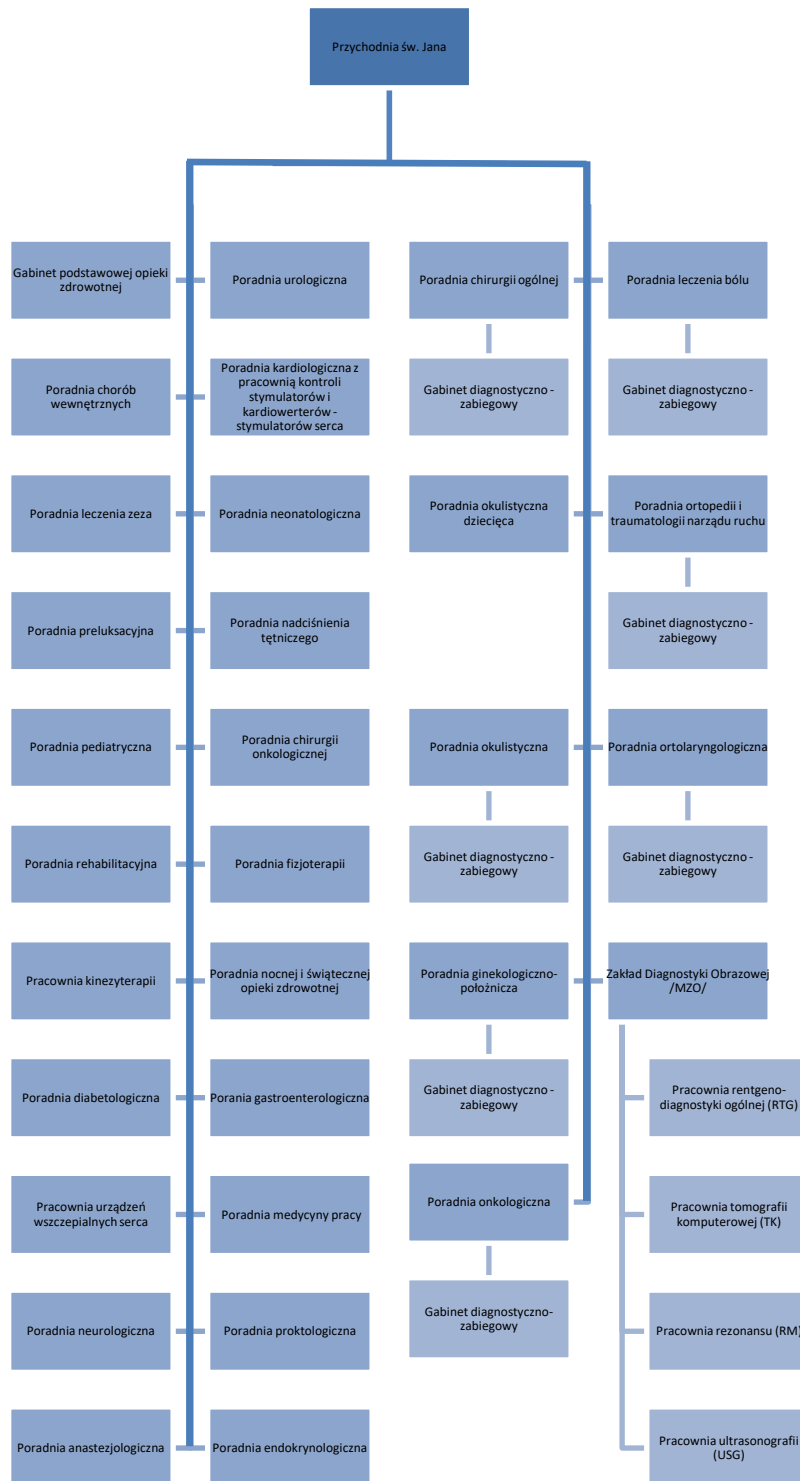 Przychodnia św. Jana
Gabinet podstawowej opieki
zdrowotnej
Poradnia urologiczna
Poradnia chirurgii ogólnej
Poradnia leczenia bólu
Poradnia chorób
wewnętrznych
Poradnia kardiologiczna z
pracownią kontroli
stymulatorów i
kardiowerterów -
stymulatorów serca
Gabinet diagnostyczno -
zabiegowy
Gabinet diagnostyczno -
zabiegowy
Poradnia leczenia zeza
Poradnia neonatologiczna
Poradnia okulistyczna
dziecięca
Poradnia ortopedii i
traumatologii narządu ruchu
Poradnia preluksacyjna
Poradnia nadciśnienia
tętniczego
Gabinet diagnostyczno -
zabiegowy
Poradnia pediatryczna
Poradnia chirurgii
onkologicznej
Poradnia okulistyczna
Poradnia ortolaryngologiczna
Poradnia rehabilitacyjna
Poradnia fizjoterapii
Gabinet diagnostyczno -
zabiegowy
Gabinet diagnostyczno -
zabiegowy
Pracownia kinezyterapii
Poradnia nocnej i świątecznej
opieki zdrowotnej
Poradnia ginekologiczno-
położnicza
Zakład Diagnostyki Obrazowej
/MZO/
Poradnia diabetologiczna
Porania gastroenterologiczna
Gabinet diagnostyczno -
zabiegowy
Pracownia rentgeno-
diagnostyki ogólnej (RTG)
Pracownia urządzeń
wszczepialnych serca
Poradnia medycyny pracy
Poradnia onkologiczna
Pracownia tomografii
komputerowej (TK)
Poradnia neurologiczna
Poradnia proktologiczna
Gabinet diagnostyczno-
zabiegowy
Pracownia rezonansu (RM)
Poradnia anastezjologiczna
Poradnia endokrynologiczna
Pracownia ultrasonografii
(USG)